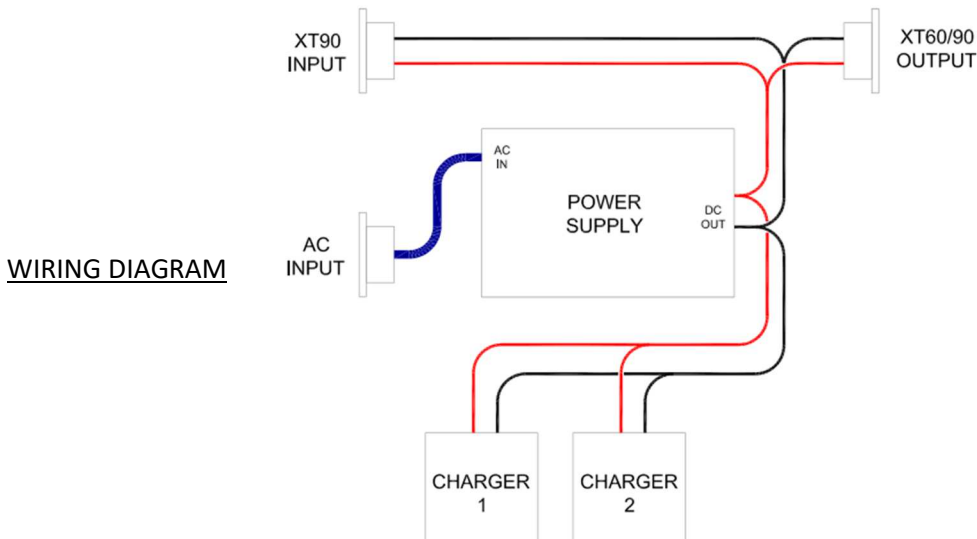 XT90
INPUT
XT60/90
OUTPUT
AC
IN
POWER
SUPPLY
DC
OUT
AC
INPUT
WIRING DIAGRAM
CHARGER
1
CHARGER
2